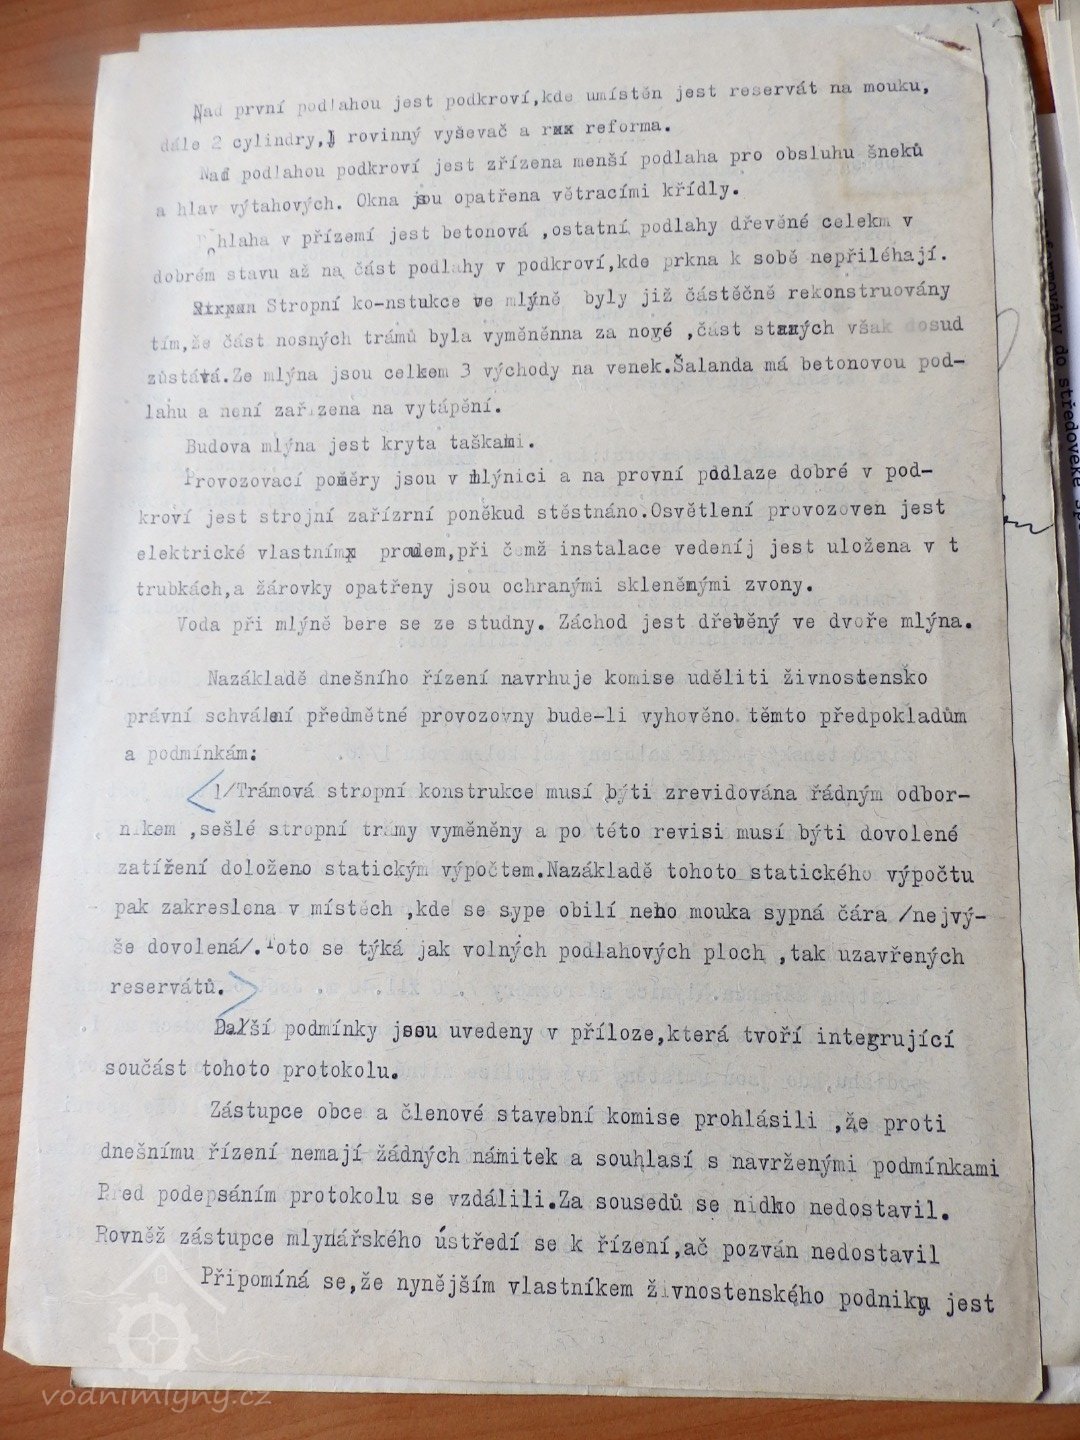 Nad první podlahou jest podkroví,kde umístěn jest reservát na mouku,
dále 2 cylindry,1 rovinný vyševač a rxx reforma.
Nad podlahou podkroví jest zřízena menší podlaha pro obsluhu šneků
a hlav výtahových. Okna jsou opatřena větracími křídly.
Pohlaha v přízemí jest betonová ,ostatní podlahy dřevěné celekm v
dobrém stavu až na část podlahy v podkroví,kde prkna k sobě nepřiléhají.
Stropní ko-nstukce ve mlýně byly již částěčně rekonstruovány
tím,že část nosných trámů byla vyměněnna za nové ,část starých však dosud
zůstává.Ze mlýna jsou celkem 3 východy na venek.Šalanda má betonovou pod-
lahu a není zařízena na vytápění.
Budova mlýna jest kryta taškami.
Provozovací poměry jsou v mlýnici a na provní podlaze dobré v pod-
kroví jest strojní zařízrní poněkud stěstnáno.Osvětlení provozoven jest
elektrické vlastním proudem,při čemž instalace vedeníj jest uložena v t
trubkách,a žárovky opatřeny jsou ochranými skleněnými zvony.
Voda při mlýně bere se ze studny. Záchod jest dřevěný ve dvoře mlýna.
Nazákladě dnešního řízení navrhuje komise uděliti živnostensko
právní schválení předmětné provozovny bude-li vyhověno těmto předpokladům
a podmínkám:
1/Trámová stropní konstrukce musí býti zrevidována řádným odbor-
níkem ,sešlé stropní trámy vyměněny a po této revisi musí býti dovolené
zatížení doloženo statickým výpočtem.Nazákladě tohoto statického výpočtu
pak zakreslena v místech ,kde se sype obilí nebo mouka sypná čára /nejvý-
še dovolená/.Toto se týká jak volných podlahových ploch ,tak uzavřených
reservátů.
Další podmínky jsou uvedeny v příloze,která tvoří integrující
součást tohoto protokolu.
Zástupce obce a členové stavební komise prohlásili ,že proti
dnešnímu řízení nemají žádných námitek a souhlasí s navrženými podmínkami
Před podepsáním protokolu se vzdálili.Za sousedů se nidko nedostavil.
Rovněž zástupce mlynářského ústředí se k řízení,ač pozván nedostavil
Připomíná se,že nynějším vlastníkem živnostenského podniku jest
vodnimlyny.cz